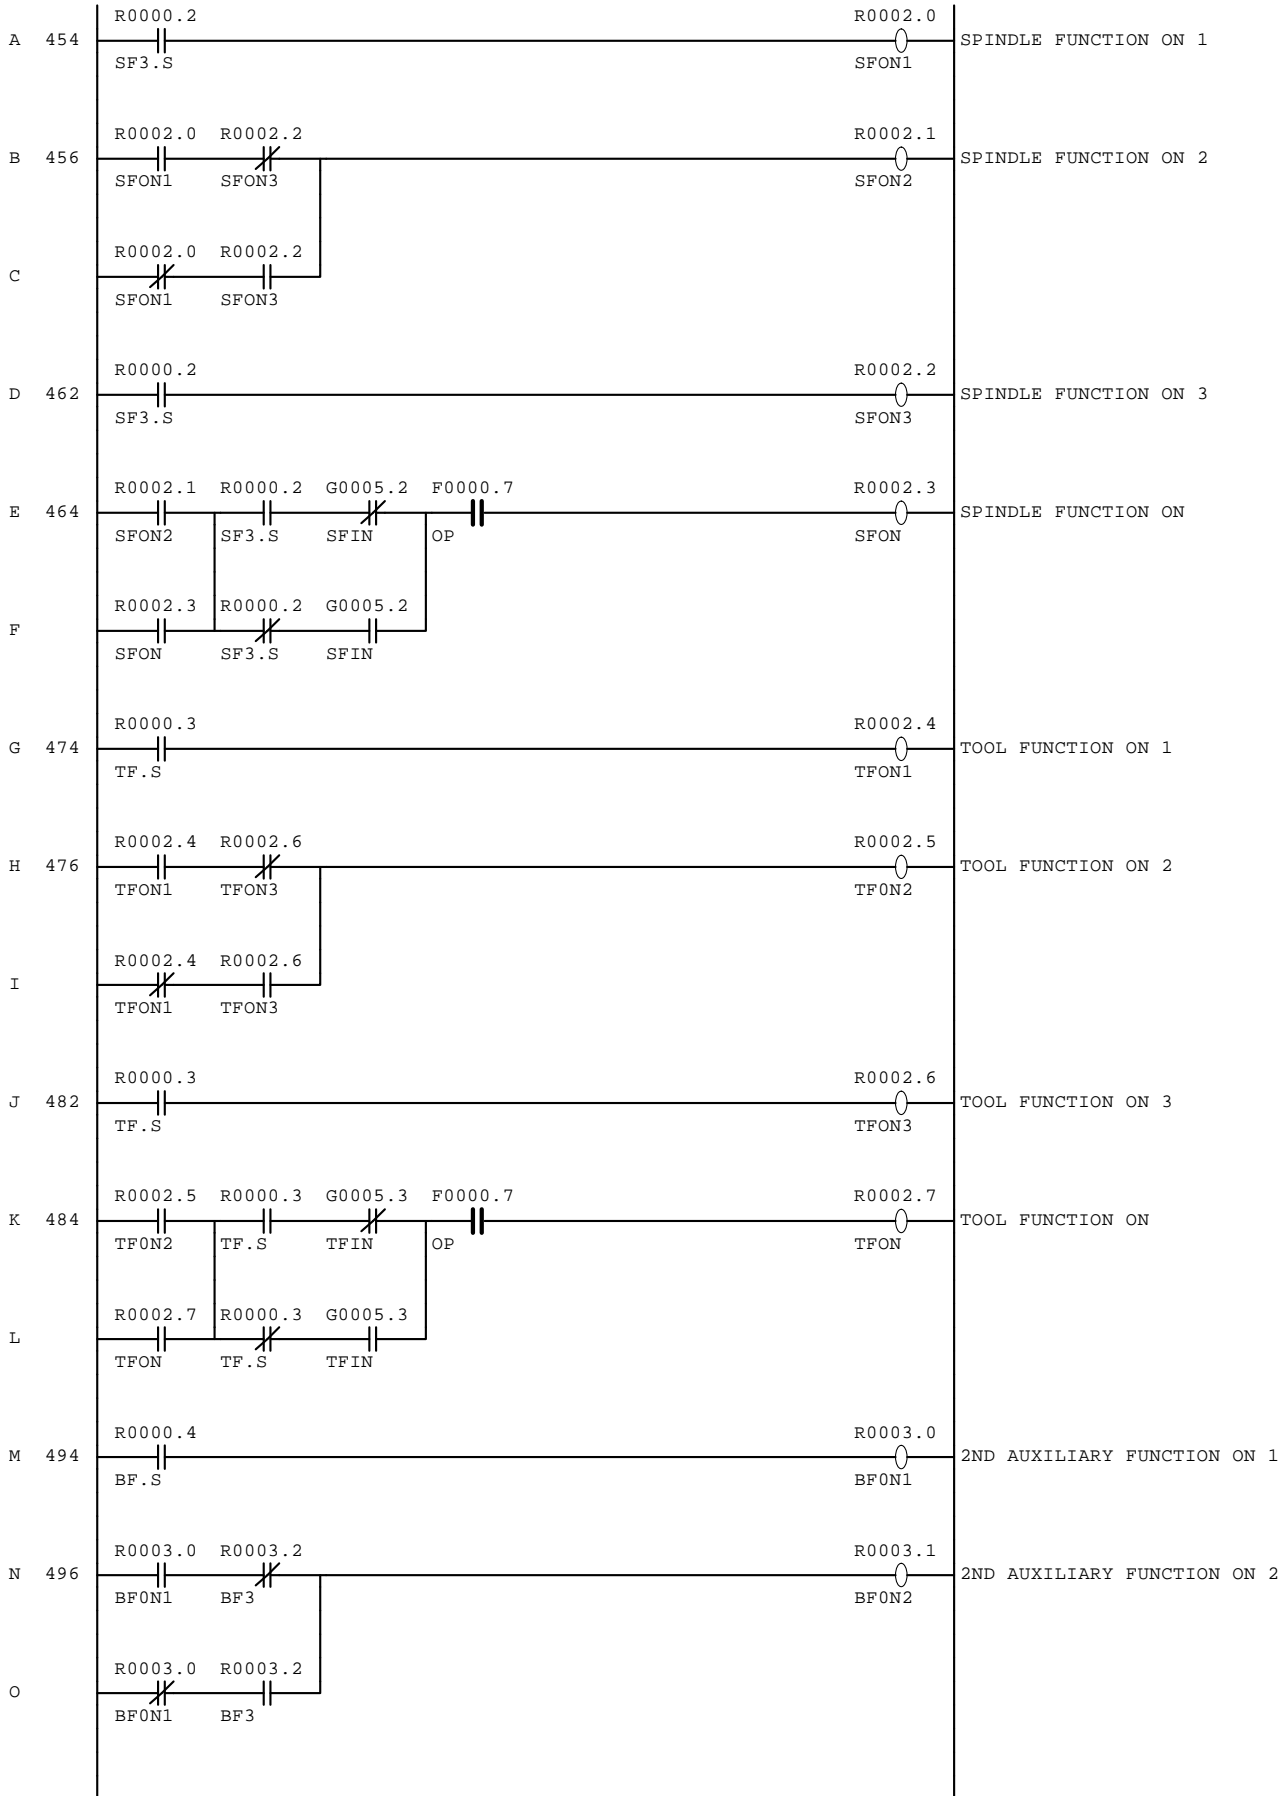 R0000.2 R0002.0
A 454 SPINDLE FUNCTION ON 1
SF3.S SFON1
R0002.0 R0002.2 R0002.1
B 456 SPINDLE FUNCTION ON 2
SFON1 SFON3 SFON2
R0002.0 R0002.2
C
SFON1 SFON3
R0000.2 R0002.2
D 462 SPINDLE FUNCTION ON 3
SF3.S SFON3
R0002.1 R0000.2 G0005.2 F0000.7 R0002.3
E 464 SPINDLE FUNCTION ON
SFON2 SF3.S SFIN OP SFON
R0002.3 R0000.2 G0005.2
F
SFON SF3.S SFIN
R0000.3 R0002.4
G 474 TOOL FUNCTION ON 1
TF.S TFON1
R0002.4 R0002.6 R0002.5
H 476 TOOL FUNCTION ON 2
TFON1 TFON3 TF0N2
R0002.4 R0002.6
I
TFON1 TFON3
R0000.3 R0002.6
J 482 TOOL FUNCTION ON 3
TF.S TFON3
R0002.5 R0000.3 G0005.3 F0000.7 R0002.7
K 484 TOOL FUNCTION ON
TF0N2 TF.S TFIN OP TFON
R0002.7 R0000.3 G0005.3
L
TFON TF.S TFIN
R0000.4 R0003.0
M 494 2ND AUXILIARY FUNCTION ON 1
BF.S BF0N1
R0003.0 R0003.2 R0003.1
N 496 2ND AUXILIARY FUNCTION ON 2
BF0N1 BF3 BF0N2
R0003.0 R0003.2
O
BF0N1 BF3